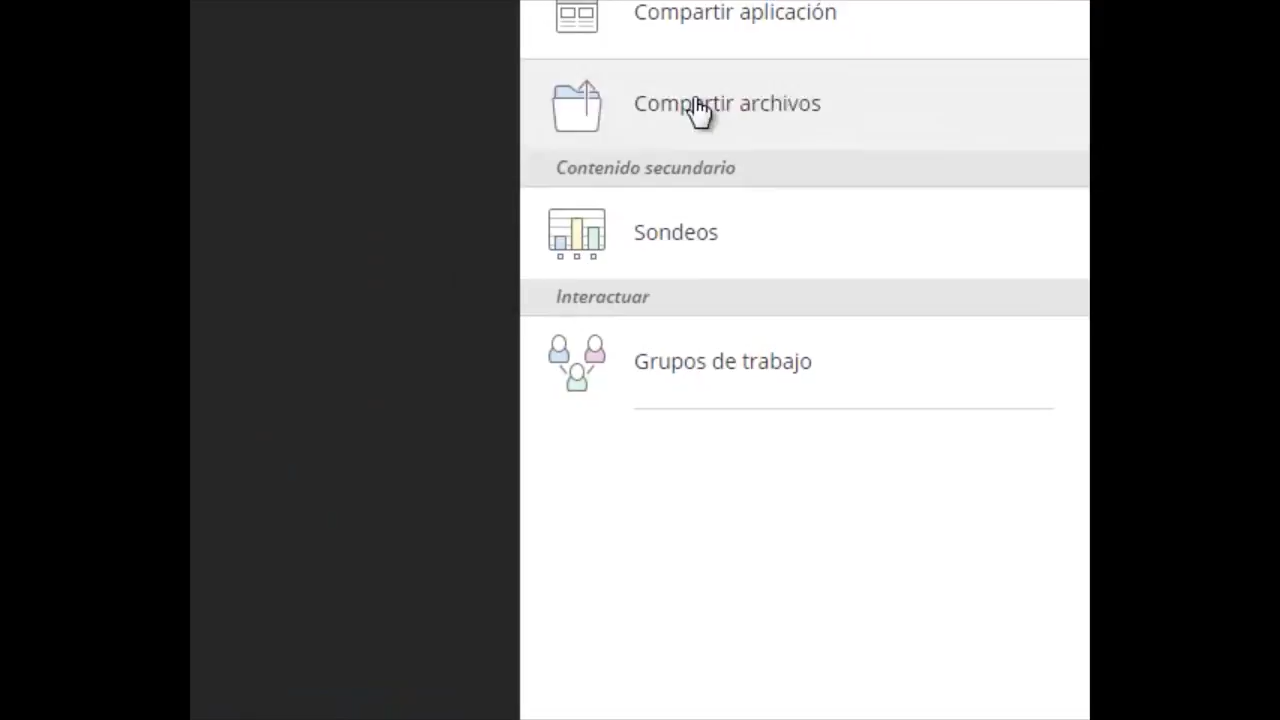 Compartir aplicación
Compartir archivos
Contenido secundario
Sondeos
Interactuar
Grupos de trabajo